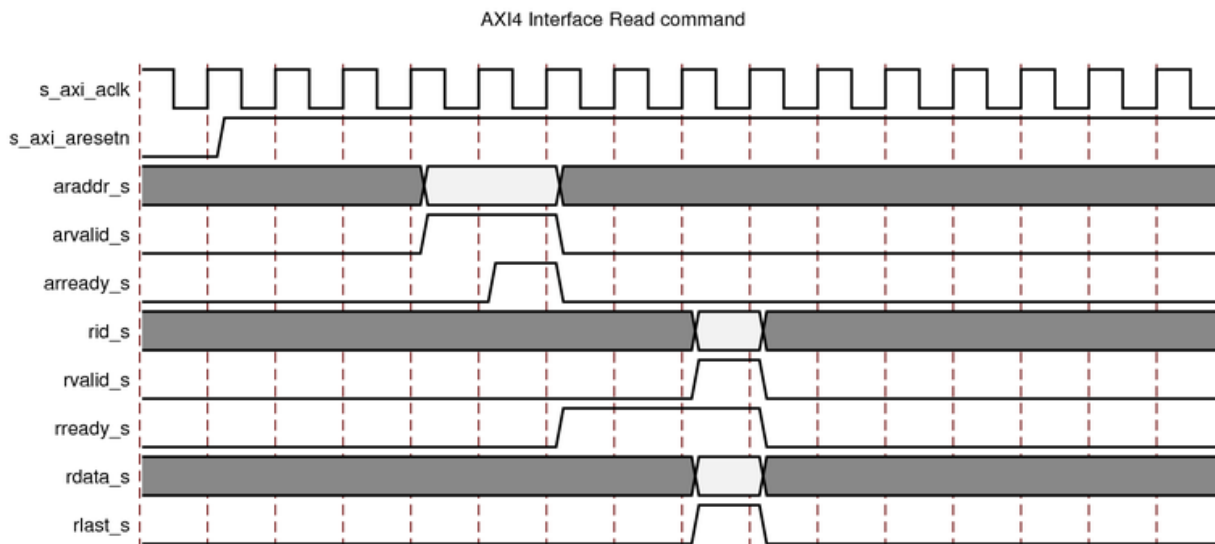 AXI4 Interface Read command
s_axi_aclk
s_axi_aresetn
araddr_s
arvalid_s
arready_s
rid_s
rvalid_s
rready_s
rdata_s
rlast_s